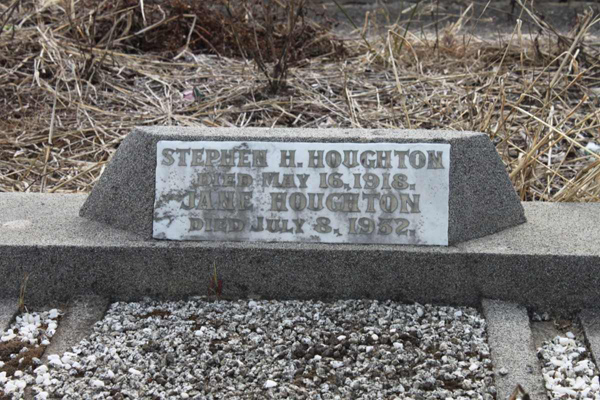 STEPHEN H. HOUGHTON
DIED MAY 16, 1918.
JANE HOUGHTON
DIED JULY 8, 1932.